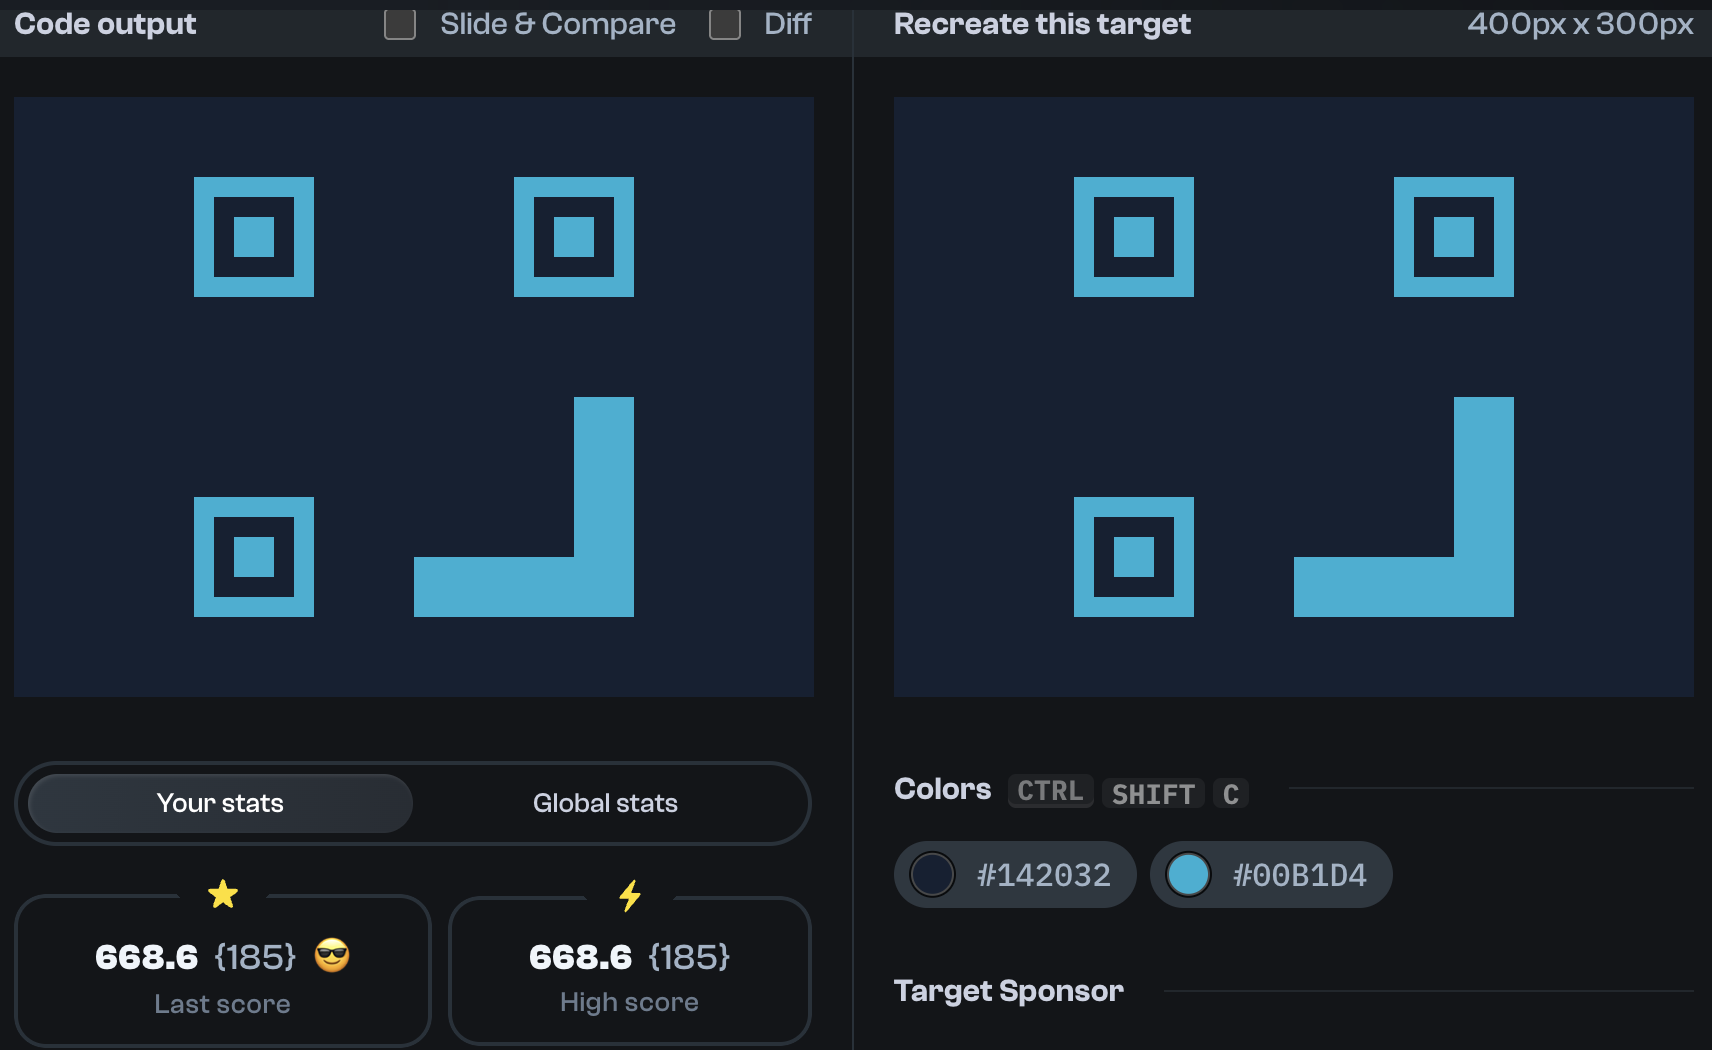 Code output
Slide & Compare
Diff
Recreate this target
400px x 300px
Your stats
Global stats
668.6 {185}
Last score
668.6 {185}
High score
Colors CTRL SHIFT C
#142032
#00B1D4
Target Sponsor